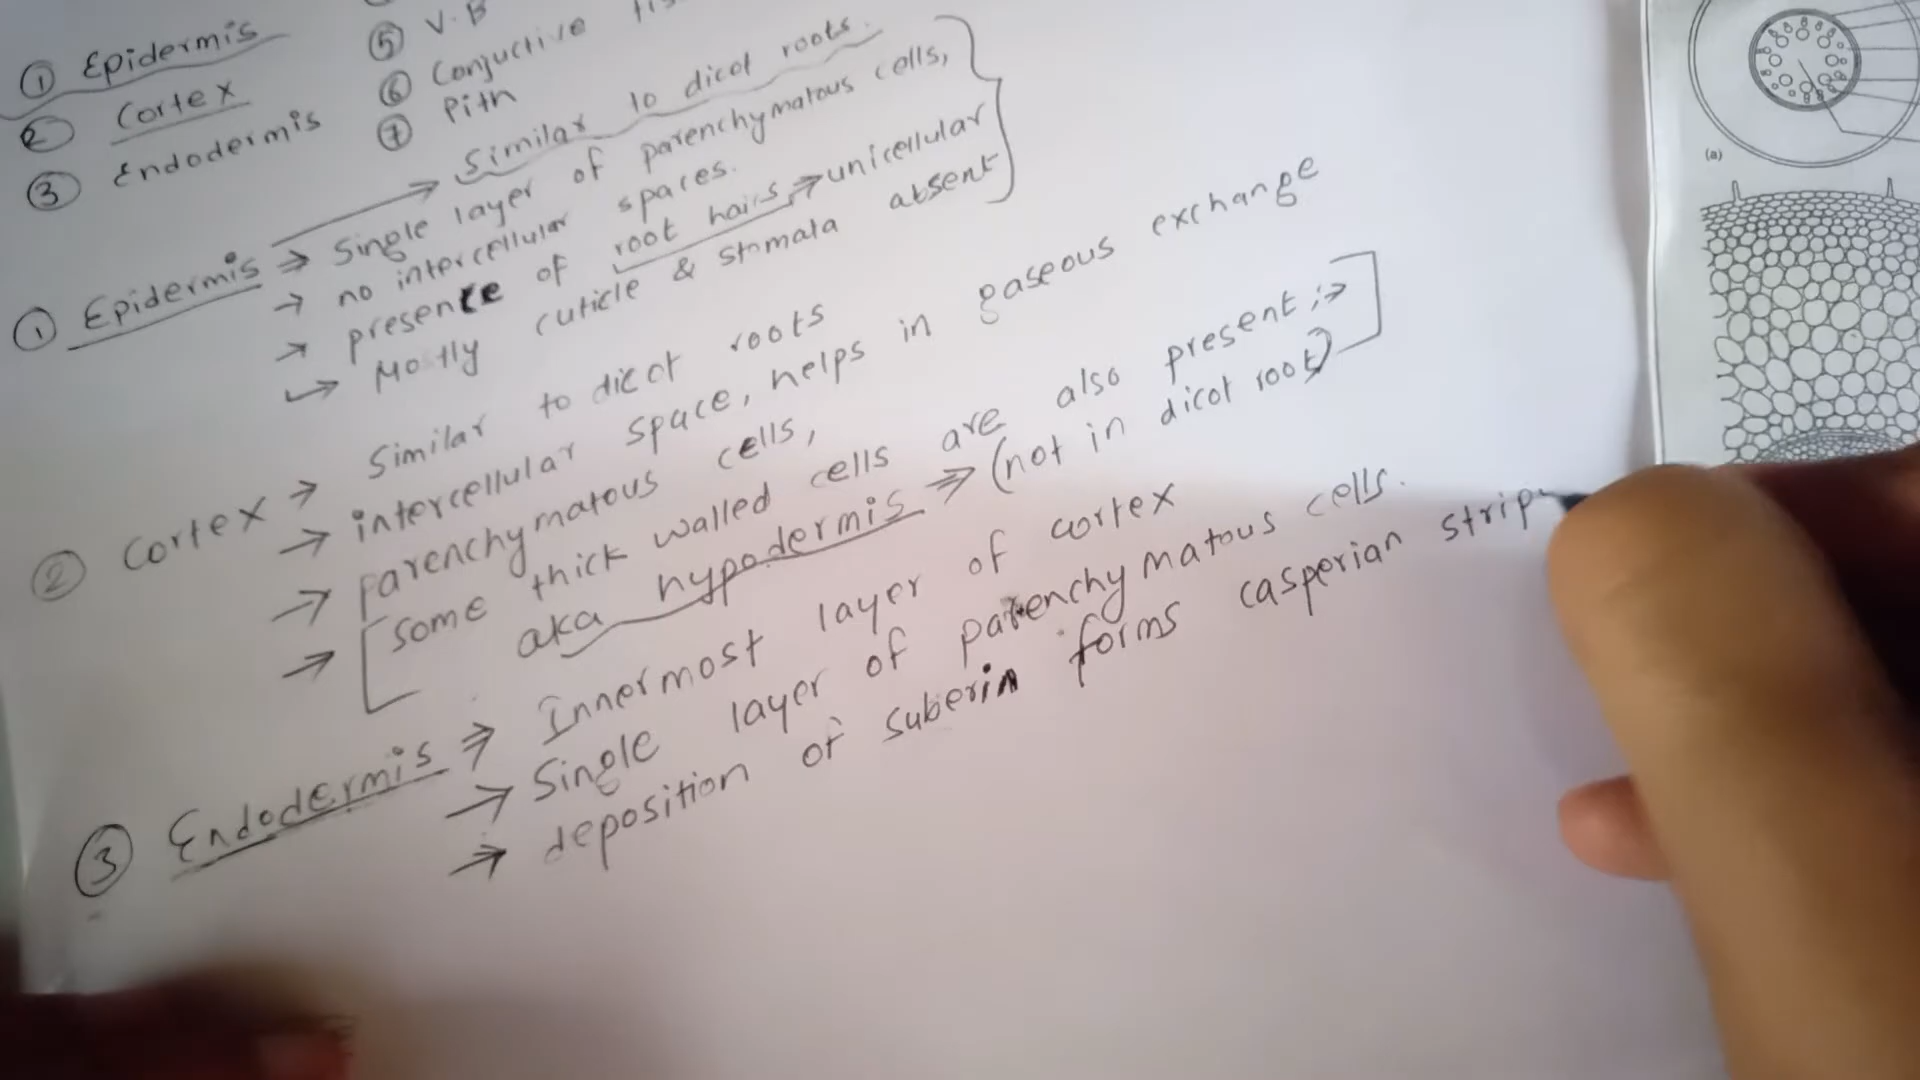 ① Epidermis
② Cortex
③ Endodermis
⑤ V.B
⑥ Conjuctive
⑦ Pith
→ Similar to dicot roots.
① Epidermis → Single layer of parenchymatous cells,
→ no intercellular spaces.
→ presence of root hairs → unicellular
↳ Mostly cuticle & stomata absent
② Cortex → Similar to dicot roots
→ intercellular space, helps in gaseous exchange
→ parenchymatous cells,
→ [some thick walled cells are also present ;→
aka hypodermis → (not in dicot root)]
③ Endodermis → Innermost layer of cortex
→ Single layer of parenchymatous cells.
→ deposition of suberin forms casperian strip
(a)